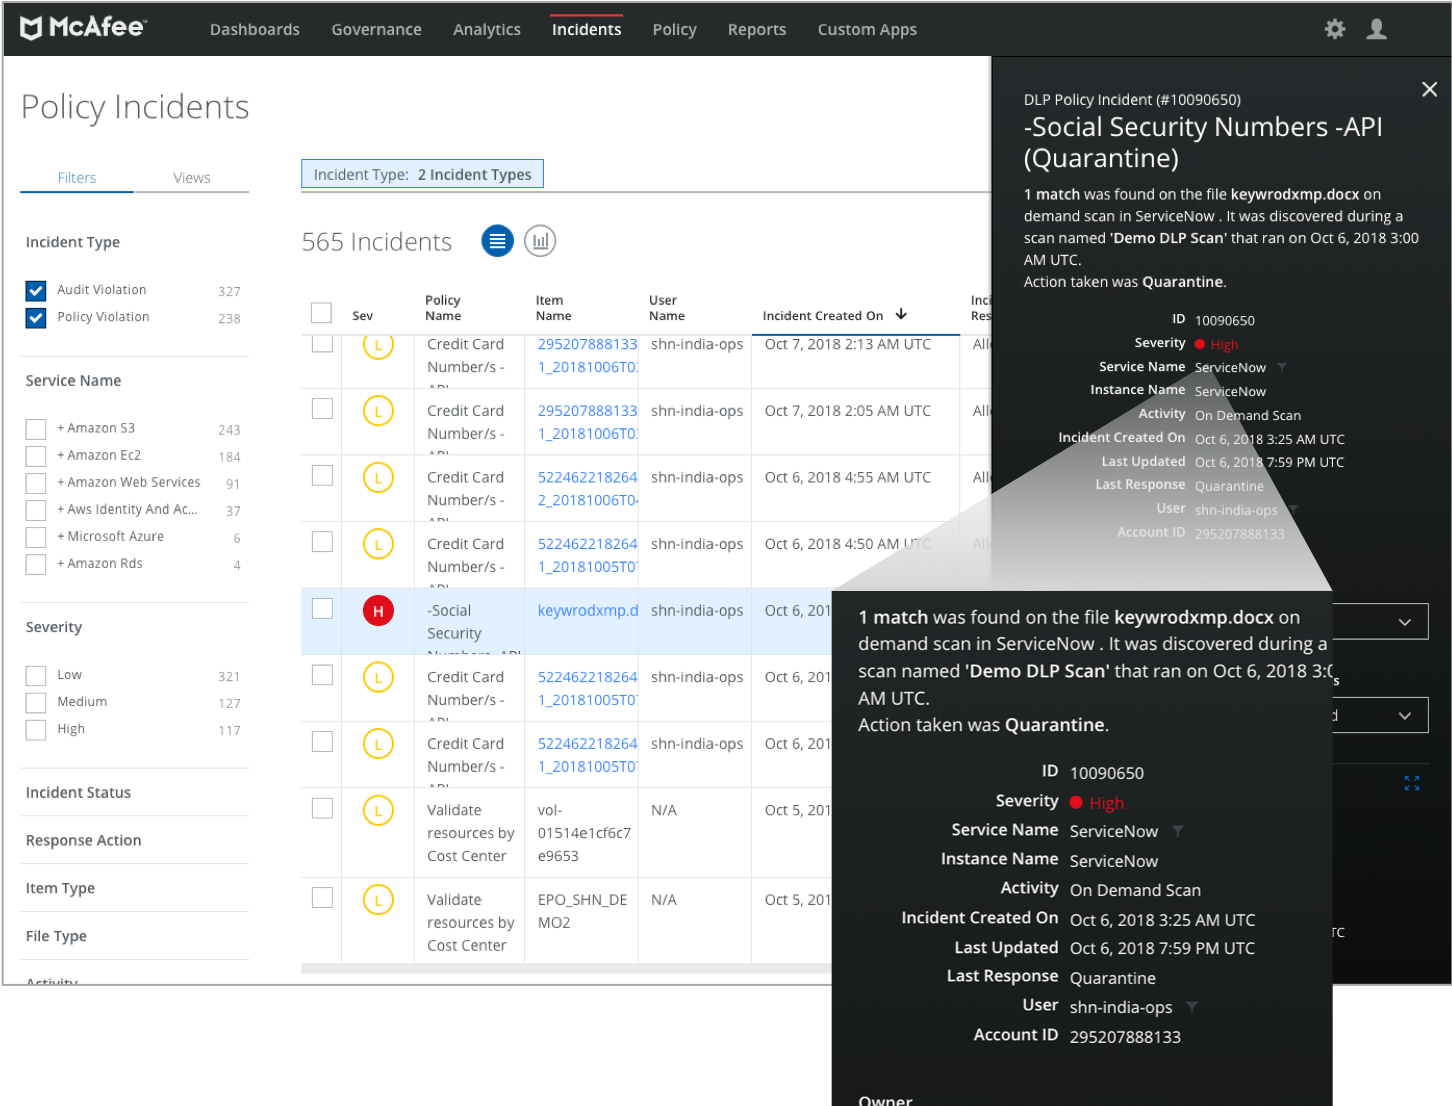 McAfee™
Dashboards Governance Analytics Incidents Policy Reports Custom Apps
Policy Incidents
Filters Views
Incident Type
Audit Violation 327
Policy Violation 238
Service Name
+ Amazon S3 243
+ Amazon Ec2 184
+ Amazon Web Services 91
+ Aws Identity And Ac... 37
+ Microsoft Azure 6
+ Amazon Rds 4
Severity
Low 321
Medium 127
High 117
Incident Status
Response Action
Item Type
File Type
Activity
Incident Type: 2 Incident Types
565 Incidents
Sev Policy Name Item Name User Name Incident Created On Inci Res
L Credit Card 295207888133 shn-india-ops Oct 7, 2018 2:13 AM UTC All
Number/s - 1_20181006T0
API
L Credit Card 295207888133 shn-india-ops Oct 7, 2018 2:05 AM UTC All
Number/s - 1_20181006T0
API
L Credit Card 522462218264 shn-india-ops Oct 6, 2018 4:55 AM UTC All
Number/s - 2_20181006T0
API
L Credit Card 522462218264 shn-india-ops Oct 6, 2018 4:50 AM UTC All
Number/s - 1_20181005T0
API
H -Social keywrodxmp.d shn-india-ops Oct 6, 201
Security
Numbers -API
L Credit Card 522462218264 shn-india-ops Oct 6, 201
Number/s - 1_20181005T0
API
L Credit Card 522462218264 shn-india-ops Oct 6, 201
Number/s - 1_20181005T0
API
L Validate vol- N/A Oct 5, 201
resources by 01514e1cf6c7
Cost Center e9653
L Validate EPO_SHN_DE N/A Oct 5, 201
resources by MO2
Cost Center
DLP Policy Incident (#10090650)
-Social Security Numbers -API
(Quarantine)
1 match was found on the file keywrodxmp.docx on
demand scan in ServiceNow . It was discovered during a
scan named 'Demo DLP Scan' that ran on Oct 6, 2018 3:00
AM UTC.
Action taken was Quarantine.
ID 10090650
Severity High
Service Name ServiceNow
Instance Name ServiceNow
Activity On Demand Scan
Incident Created On Oct 6, 2018 3:25 AM UTC
Last Updated Oct 6, 2018 7:59 PM UTC
Last Response Quarantine
User shn-india-ops
Account ID 295207888133
s
d
TC
1 match was found on the file keywrodxmp.docx on
demand scan in ServiceNow . It was discovered during a
scan named 'Demo DLP Scan' that ran on Oct 6, 2018 3:0
AM UTC.
Action taken was Quarantine.
ID 10090650
Severity High
Service Name ServiceNow
Instance Name ServiceNow
Activity On Demand Scan
Incident Created On Oct 6, 2018 3:25 AM UTC
Last Updated Oct 6, 2018 7:59 PM UTC
Last Response Quarantine
User shn-india-ops
Account ID 295207888133
Owner